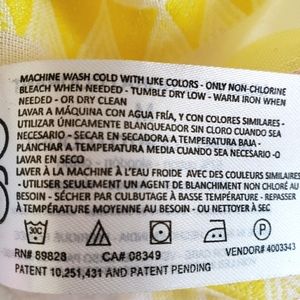 MACHINE WASH COLD WITH LIKE COLORS - ONLY NON-CHLORINE
BLEACH WHEN NEEDED - TUMBLE DRY LOW - WARM IRON WHEN
NEEDED - OR DRY CLEAN
LAVAR A MÁQUINA CON AGUA FRÍA, Y CON COLORES SIMILARES -
UTILIZAR ÚNICAMENTE BLANQUEADOR SIN CLORO CUANDO SEA
NECESARIO - SECAR EN SECADORA A TEMPERATURA BAJA -
PLANCHAR A TEMPERATURA MEDIA CUANDO SEA NECESARIO -O
LAVAR EN SECO
LAVER À LA MACHINE À L'EAU FROIDE AVEC DES COULEURS SIMILAIRES
- UTILISER SEULEMENT UN AGENT DE BLANCHIMENT NON CHLORÉ AU
BESOIN - SÉCHER PAR CULBUTAGE À BASSE TEMPÉRATURE - REPASSER
À TEMPÉRATURE MOYENNE AU BESOIN - OU NETTOYER À SEC
30C
P
RN# 89828 CA# 08349 VENDOR# 4003343
PATENT 10,251,431 AND PATENT PENDING